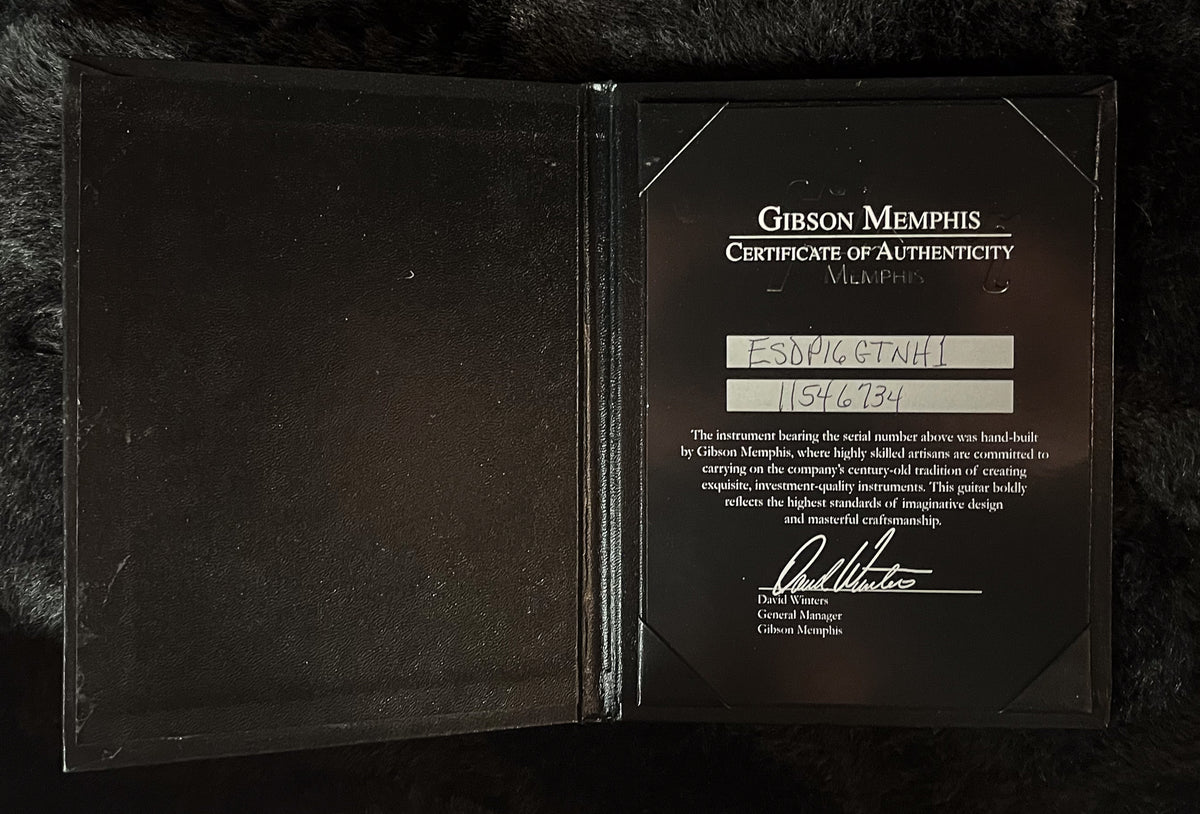 GIBSON MEMPHIS
CERTIFICATE OF AUTHENTICITY
MEMPHIS
ESDP16GTNH1
11546734
The instrument bearing the serial number above was hand-built
by Gibson Memphis, where highly skilled artisans are committed to
carrying on the company's century-old tradition of creating
exquisite, investment-quality instruments. This guitar boldly
reflects the highest standards of imaginative design
and masterful craftsmanship.
David Winters
David Winters
General Manager
Gibson Memphis